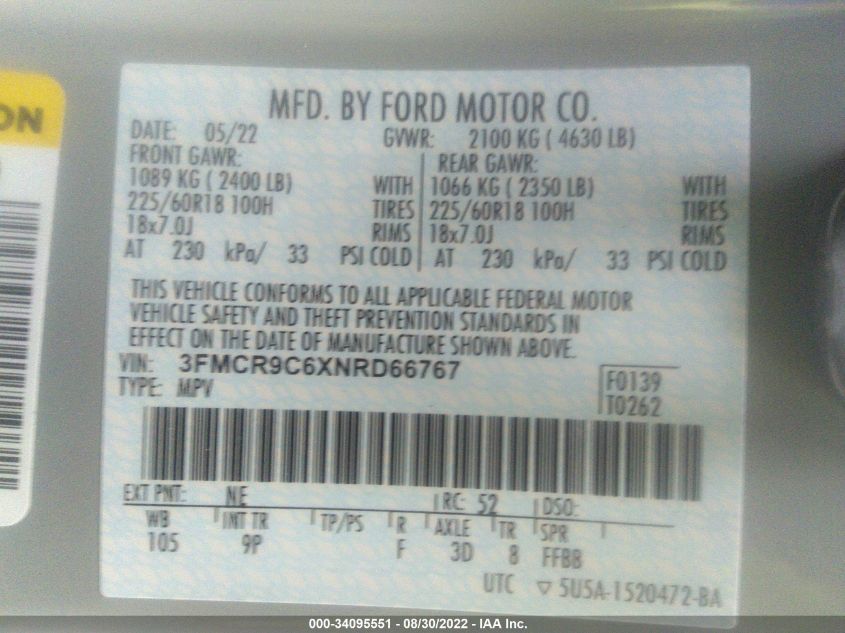 ON
MFD. BY FORD MOTOR CO.
DATE: 05/22 GVWR: 2100 KG ( 4630 LB)
FRONT GAWR: REAR GAWR:
1089 KG ( 2400 LB) WITH 1066 KG ( 2350 LB) WITH
225/60R18 100H TIRES 225/60R18 100H TIRES
18x7.0J RIMS 18x7.0J RIMS
AT 230 kPa/ 33 PSI COLD AT 230 kPa/ 33 PSI COLD
THIS VEHICLE CONFORMS TO ALL APPLICABLE FEDERAL MOTOR
VEHICLE SAFETY AND THEFT PREVENTION STANDARDS IN
EFFECT ON THE DATE OF MANUFACTURE SHOWN ABOVE.
VIN: 3FMCR9C6XNRD66767
TYPE: MPV
F0139
T0262
EXT PNT: NE RC: 52 DSO:
WB INT TR TP/PS R AXLE TR SPR
105 9P F 3D 8 FFBB
UTC ▽ 5U5A-1520472-BA
000-34095551 - 08/30/2022 - IAA Inc.